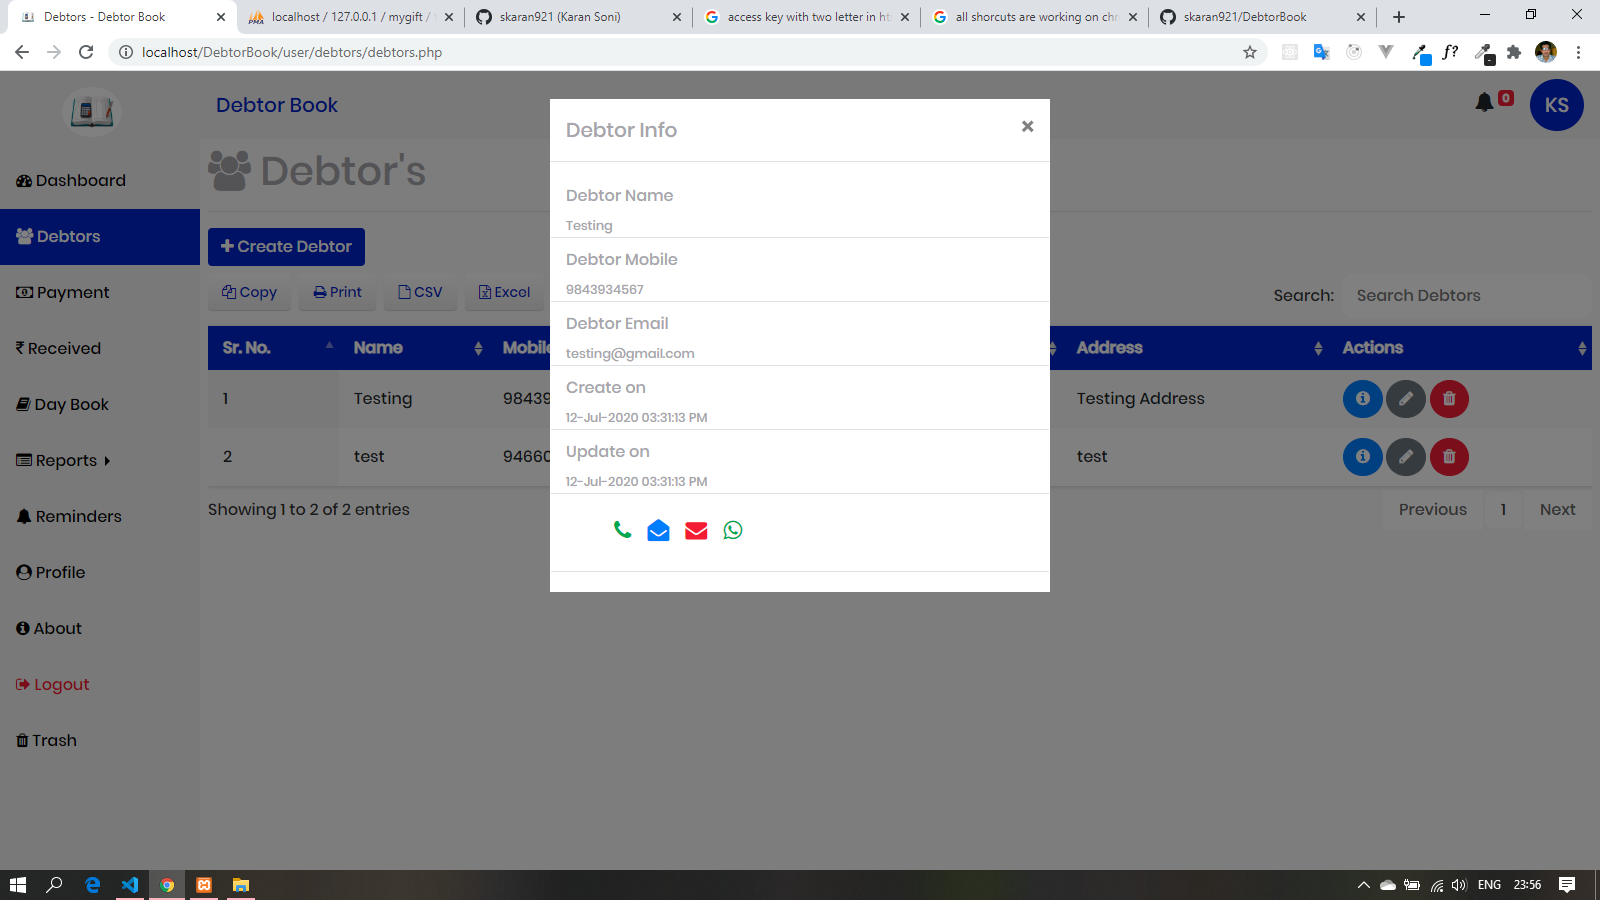 Debtors - Debtor Book
localhost / 127.0.0.1 / mygift /
skaran921 (Karan Soni)
access key with two letter in ht
all shorcuts are working on chr
skaran921/DebtorBook
localhost/DebtorBook/user/debtors/debtors.php
f?
Debtor Book
0
KS
Dashboard
Debtors
Payment
Received
Day Book
Reports
Reminders
Profile
About
Logout
Trash
Debtor's
Create Debtor
Copy
Print
CSV
Excel
Search:
Search Debtors
Sr. No.
Name
Mobile
Address
Actions
1
Testing
98439
Testing Address
2
test
94660
test
Showing 1 to 2 of 2 entries
Previous
1
Next
Debtor Info
×
Debtor Name
Testing
Debtor Mobile
9843934567
Debtor Email
testing@gmail.com
Create on
12-Jul-2020 03:31:13 PM
Update on
12-Jul-2020 03:31:13 PM
ENG
23:56